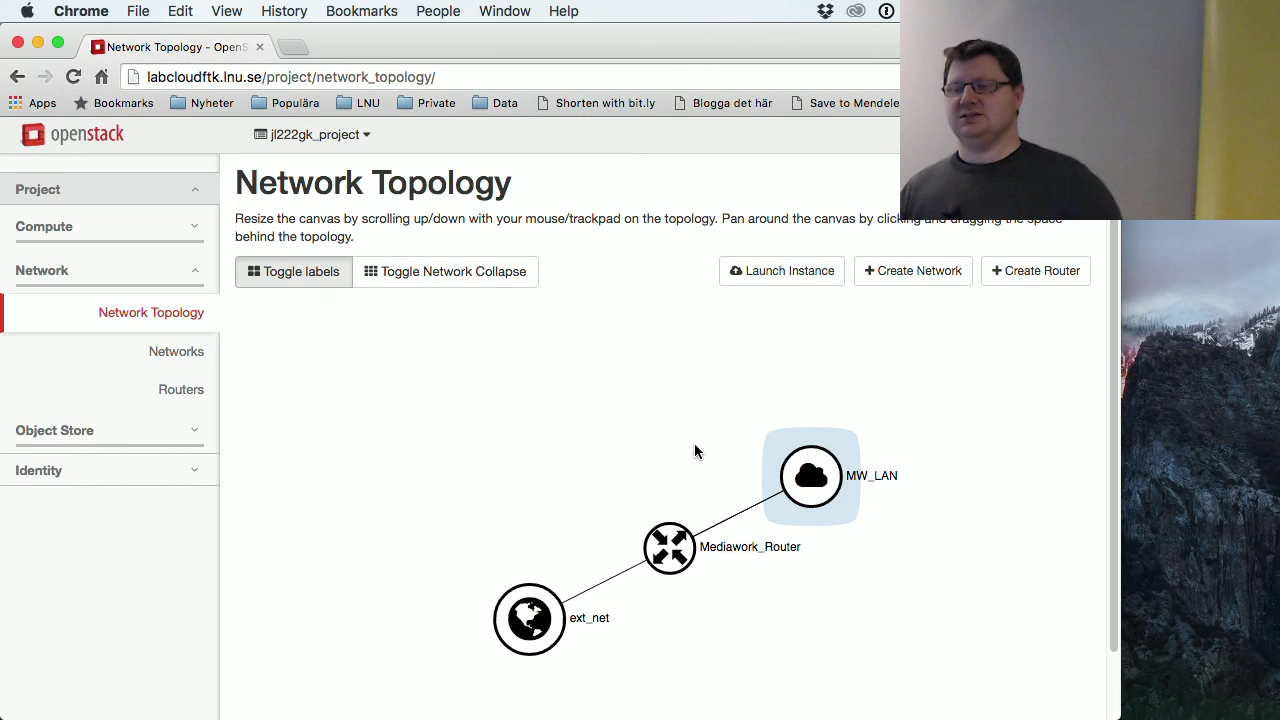 Chrome File Edit View History Bookmarks People Window Help
Network Topology - OpenS
labcloudftk.lnu.se/project/network_topology/
Apps Bookmarks Nyheter Populära LNU Private Data Shorten with bit.ly Blogga det här Save to Mendele
openstack jl222gk_project
Project
Compute
Network
Network Topology
Networks
Routers
Object Store
Identity
Network Topology
Resize the canvas by scrolling up/down with your mouse/trackpad on the topology. Pan around the canvas by clicking and dragging the space
behind the topology.
Toggle labels Toggle Network Collapse Launch Instance + Create Network + Create Router
MW_LAN
Mediawork_Router
ext_net